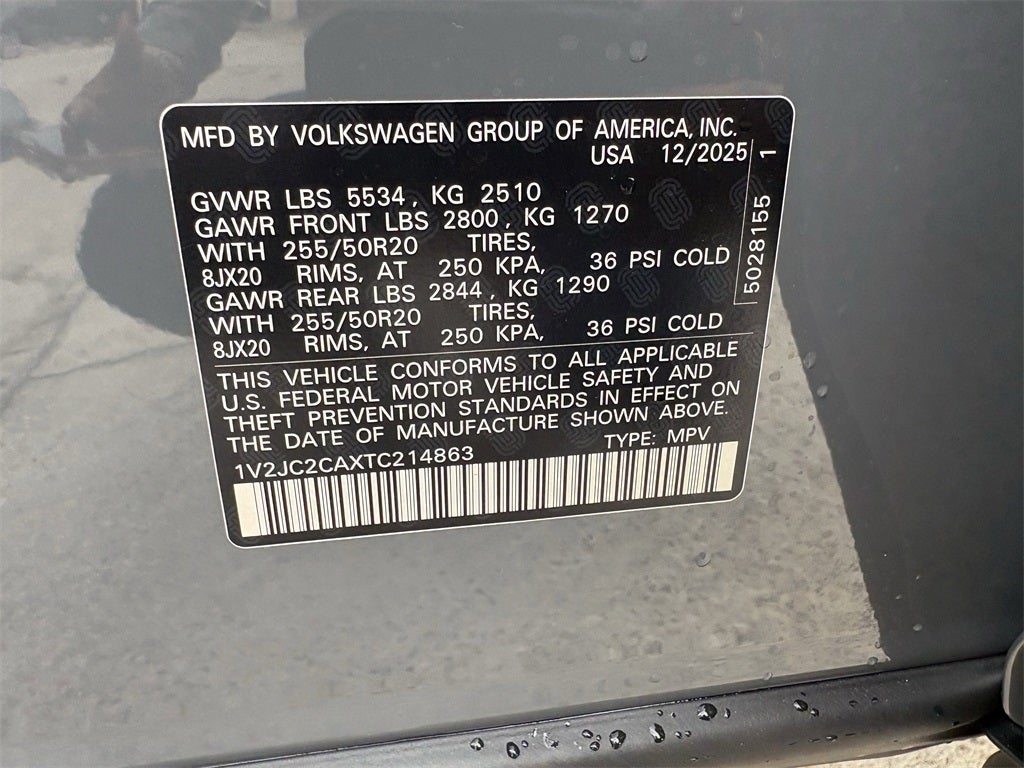 MFD BY VOLKSWAGEN GROUP OF AMERICA, INC.
USA 12/2025
GVWR LBS 5534, KG 2510
GAWR FRONT LBS 2800, KG 1270
WITH 255/50R20 TIRES,
8JX20 RIMS, AT 250 KPA, 36 PSI COLD
GAWR REAR LBS 2844, KG 1290
WITH 255/50R20 TIRES,
8JX20 RIMS, AT 250 KPA, 36 PSI COLD
5028155 1
THIS VEHICLE CONFORMS TO ALL APPLICABLE
U.S. FEDERAL MOTOR VEHICLE SAFETY AND
THEFT PREVENTION STANDARDS IN EFFECT ON
THE DATE OF MANUFACTURE SHOWN ABOVE.
1V2JC2CAXTC214863 TYPE: MPV